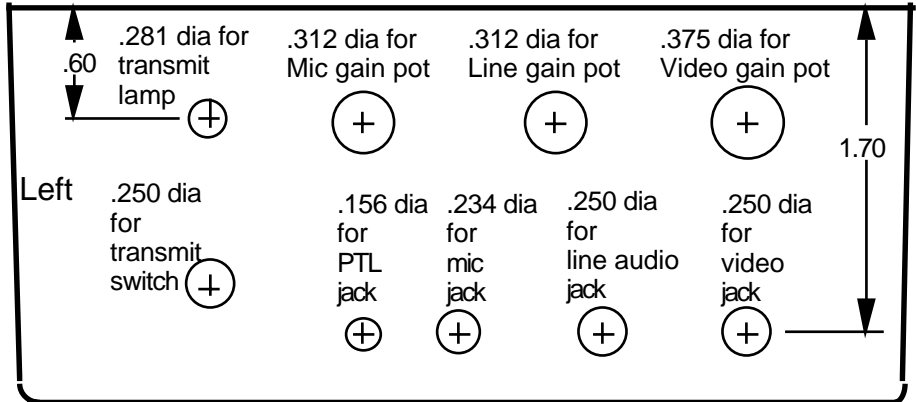 .60
.281 dia for
transmit
lamp
.312 dia for
Mic gain pot
.312 dia for
Line gain pot
.375 dia for
Video gain pot
1.70
Left
.250 dia
for
transmit
switch
.156 dia
for
PTL
jack
.234 dia
for
mic
jack
.250 dia
for
line audio
jack
.250 dia
for
video
jack